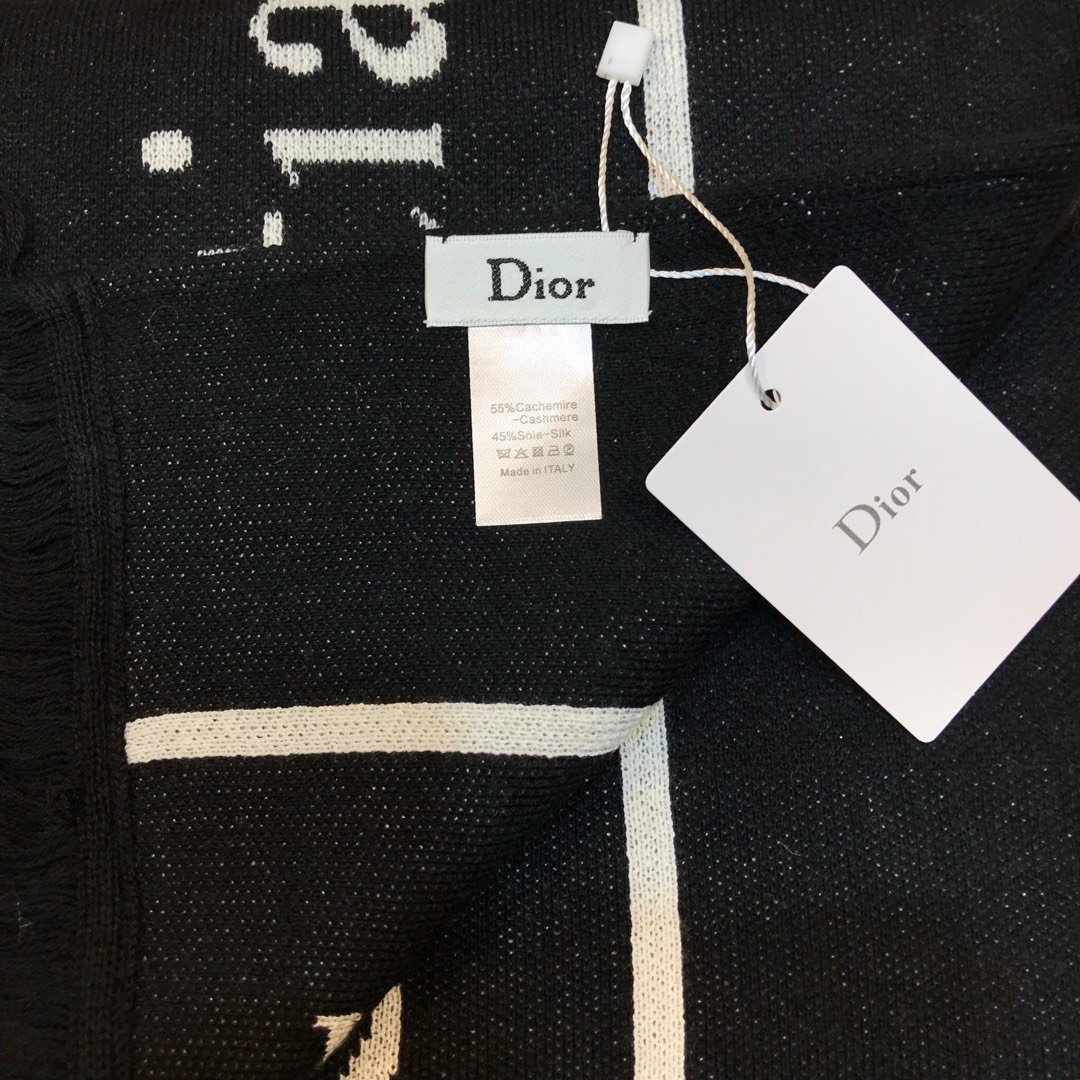 Dior
55%Cachemire
-Cashmere
45%Soie-Silk
Made in ITALY
Dior